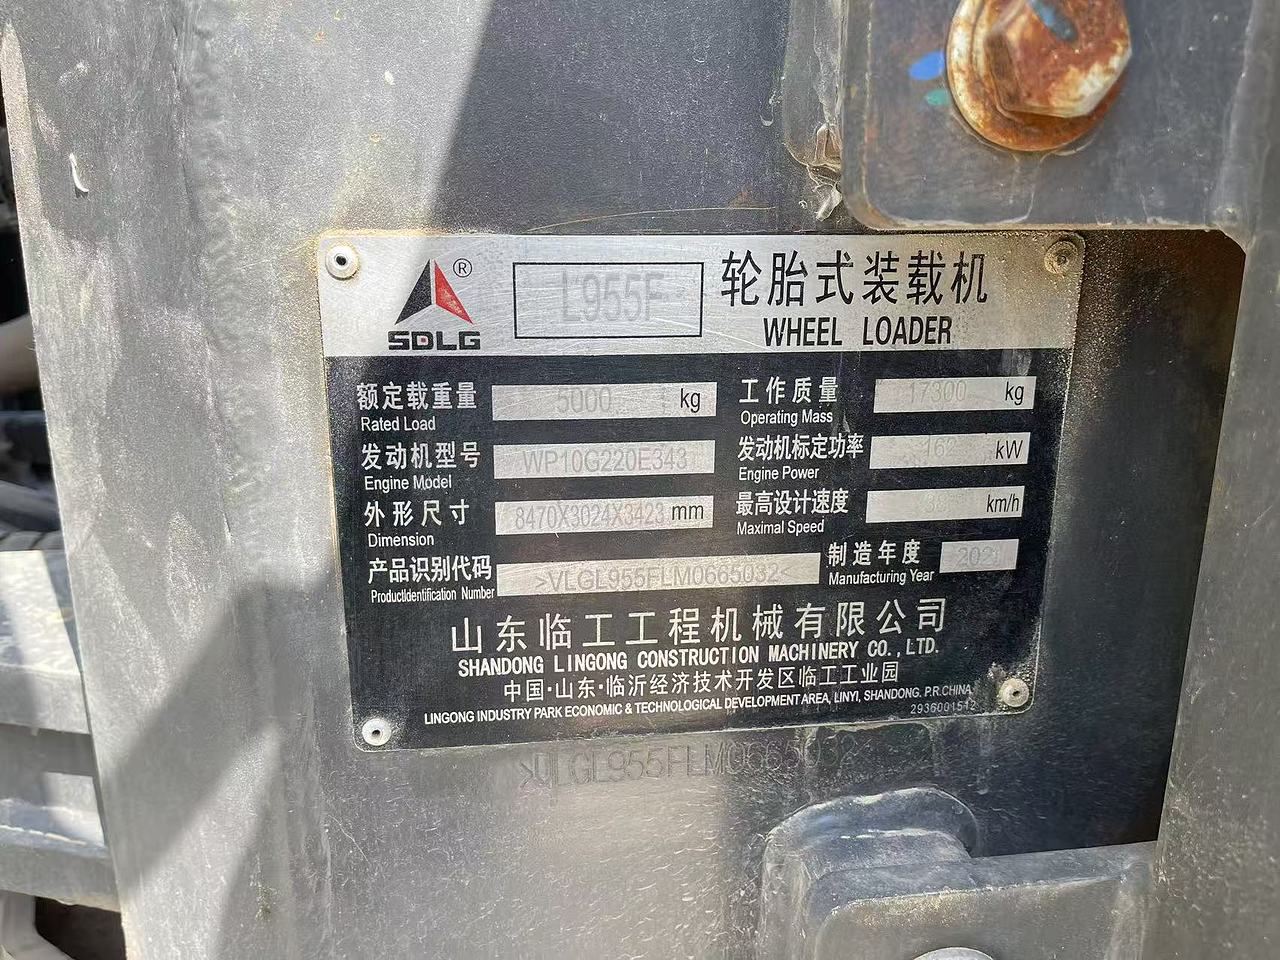 SDLG ®
L955F
轮胎式装载机
WHEEL LOADER
额定载重量 5000 kg
Rated Load
工作质量 17300 kg
Operating Mass
发动机型号 WP10G220E343
Engine Model
发动机标定功率 162 kW
Engine Power
外形尺寸 8470X3024X3423 mm
Dimension
最高设计速度 38 km/h
Maximal Speed
产品识别代码 >VLGL955FLM0665032<
ProductIdentification Number
制造年度 2021
Manufacturing Year
山东临工工程机械有限公司
SHANDONG LINGONG CONSTRUCTION MACHINERY CO.,LTD.
中国·山东·临沂经济技术开发区临工工业园
LINGONG INDUSTRY PARK ECONOMIC & TECHNOLOGICAL DEVELOPMENT AREA, LINYI, SHANDONG. P.R.CHINA
2936001512
>VLGL955FLM0665032<